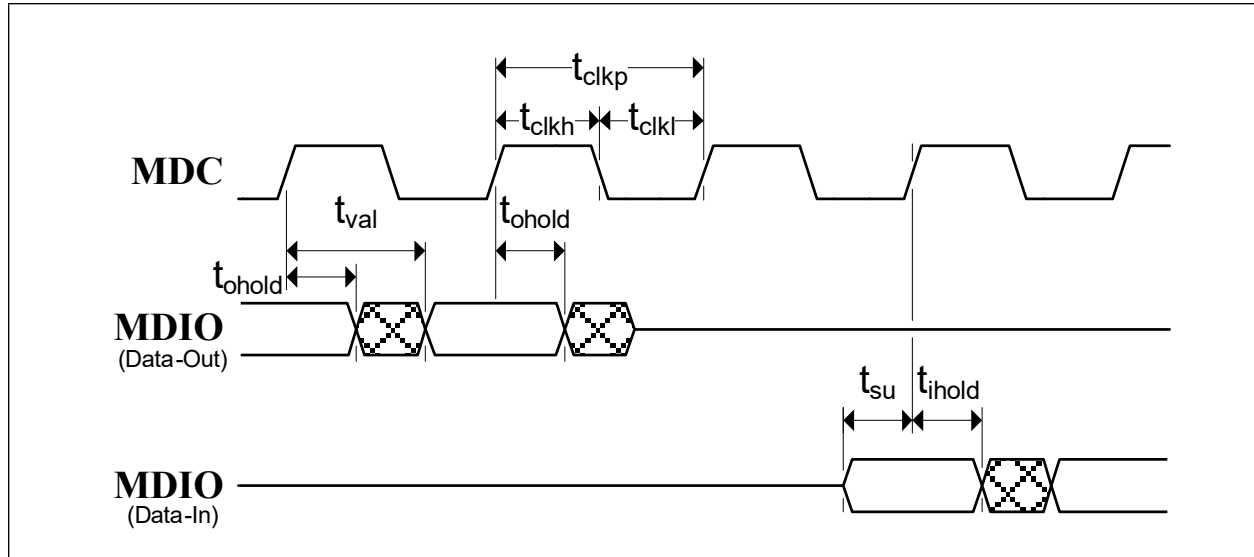 tclkp
tclkh tclkl
MDC
tval tohold
tohold
MDIO
(Data-Out)
tsu tihold
MDIO
(Data-In)